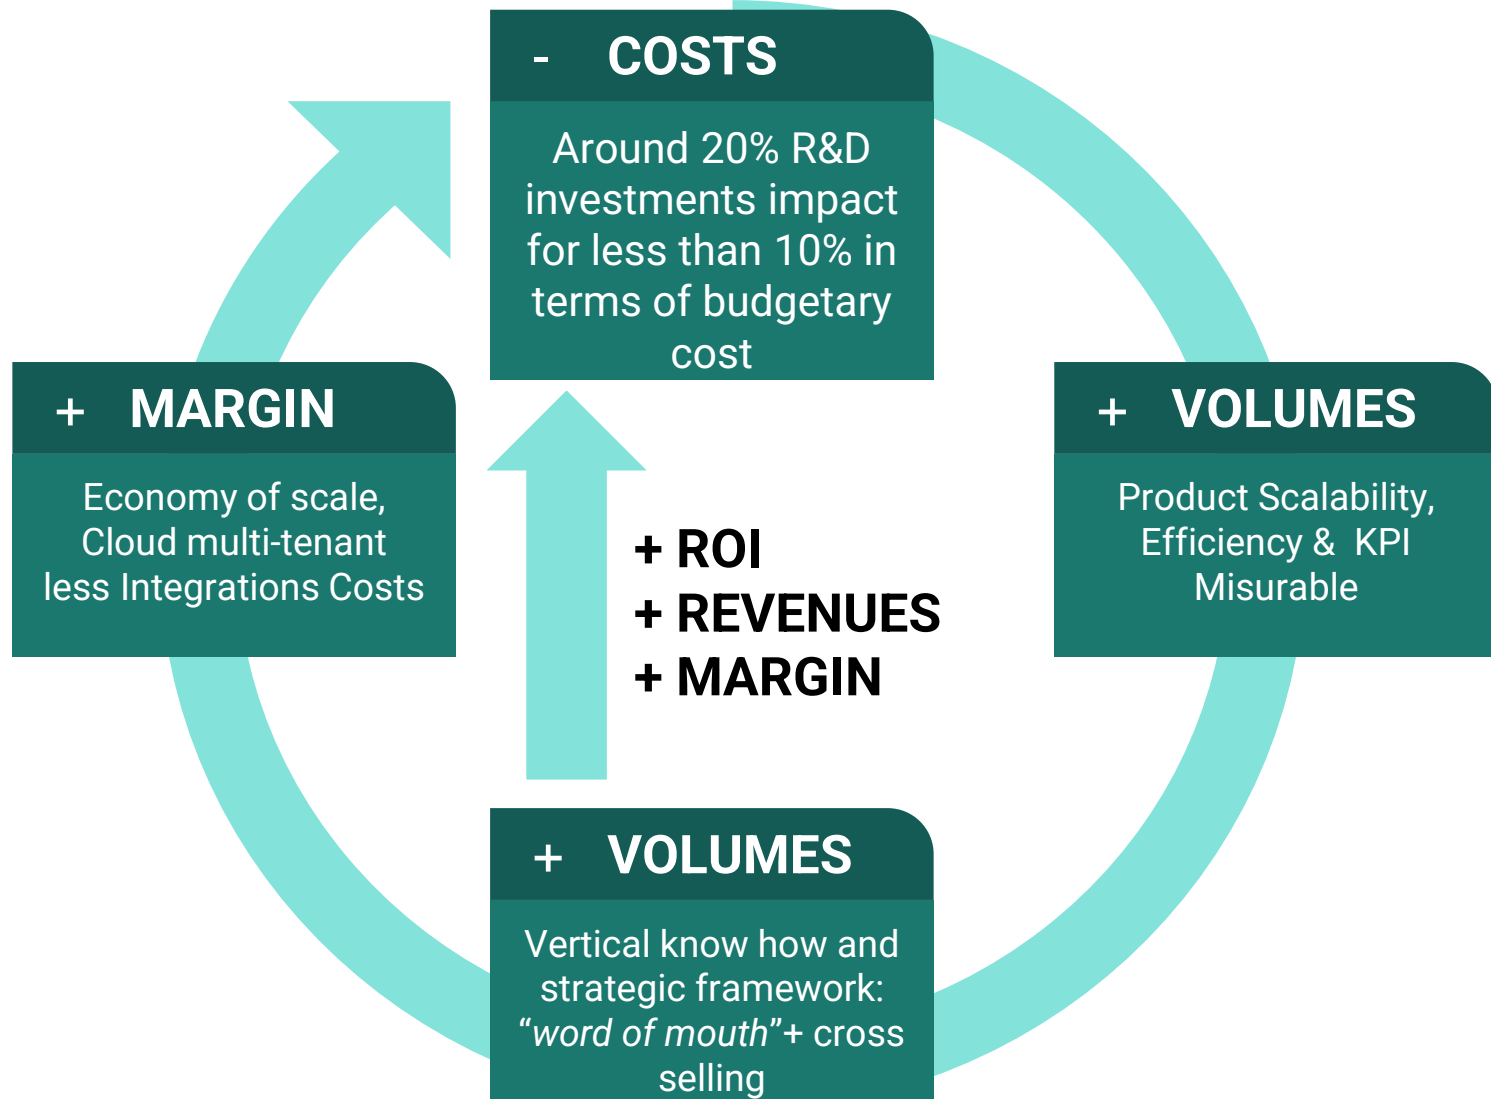 - COSTS
Around 20% R&D
investments impact
for less than 10% in
terms of budgetary
cost
+ MARGIN
Economy of scale,
Cloud multi-tenant
less Integrations Costs
+ VOLUMES
Product Scalability,
Efficiency & KPI
Misurable
+ ROI
+ REVENUES
+ MARGIN
+ VOLUMES
Vertical know how and
strategic framework:
“word of mouth”+ cross
selling